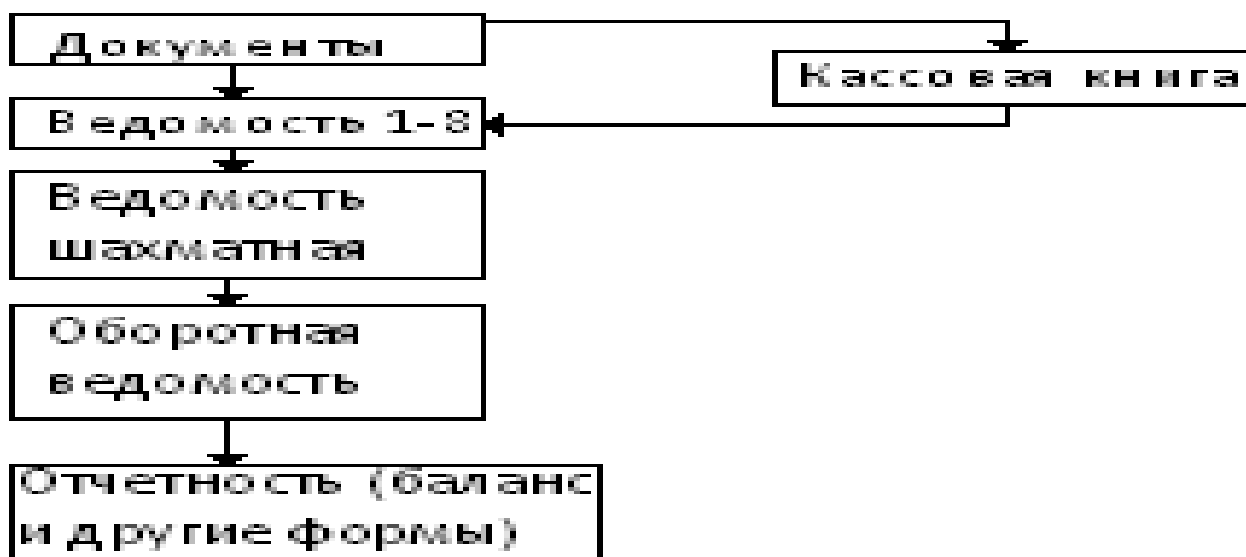 Документы
Кассовая книга
Ведомость 1-8
Ведомость
шахматная
Оборотная
ведомость
Отчетность (баланс
и другие формы)